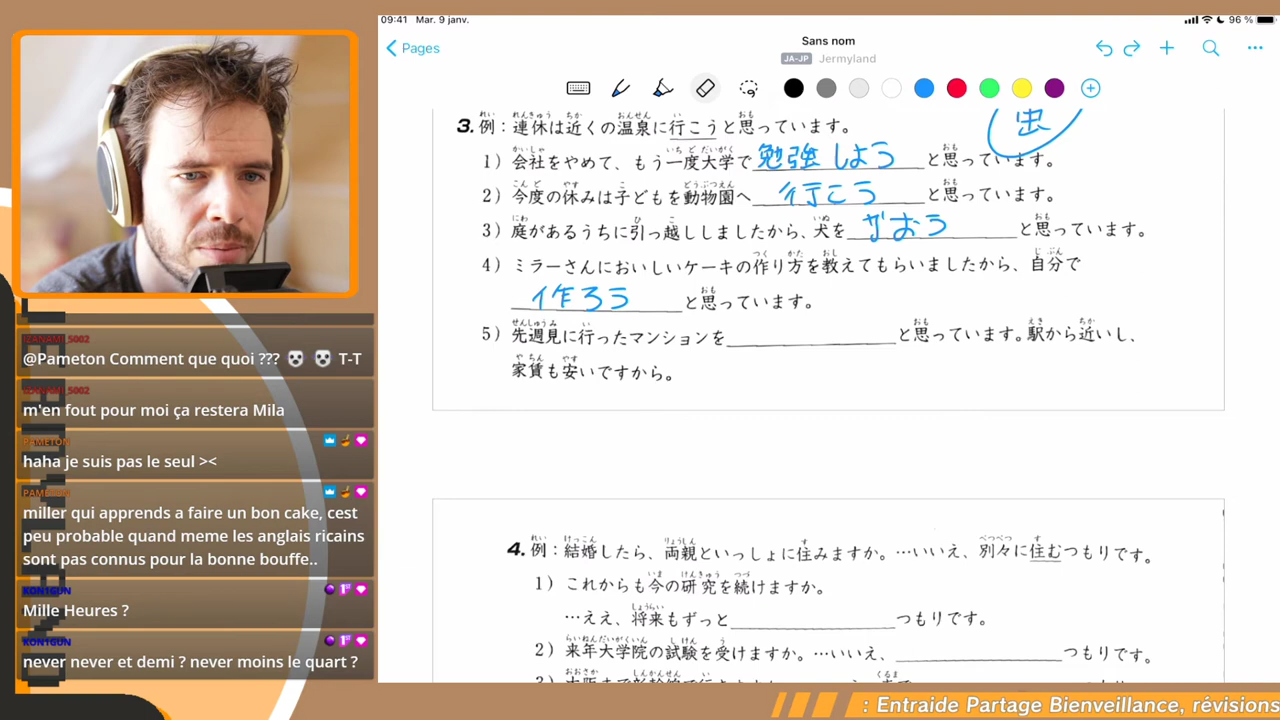 09:41 Mar. 9 janv.
96 %
Pages
Sans nom
JA-JP Jermyland
3. 例：連休は近くの温泉に行こうと思っています。
1）会社をやめて、もう一度大学で勉強しようと思っています。
2）今度の休みは子どもを動物園へ行こうと思っています。
3）庭があるうちに引っ越ししましたから、犬をがおうと思っています。
4）ミラーさんにおいしいケーキの作り方を教えてもらいましたから、自分で
作ろうと思っています。
5）先週見に行ったマンションを＿＿＿と思っています。駅から近いし、
家賃も安いですから。
4. 例：結婚したら、両親といっしょに住みますか。…いいえ、別々に住むつもりです。
1）これからも今の研究を続けますか。
…ええ、将来もずっと＿＿＿つもりです。
2）来年大学院の試験を受けますか。…いいえ、＿＿＿つもりです。
IZANAMI_5002
@Pameton Comment que quoi ??? 💀 💀 T-T
IZANAMI_5002
m'en fout pour moi ça restera Mila
PAMETON
haha je suis pas le seul ><
PAMETON
miller qui apprends a faire un bon cake, cest
peu probable quand meme les anglais ricains
sont pas connus pour la bonne bouffe..
KON1GUN
Mille Heures ?
KON1GUN
never never et demi ? never moins le quart ?
: Entraide Partage Bienveillance, révisions